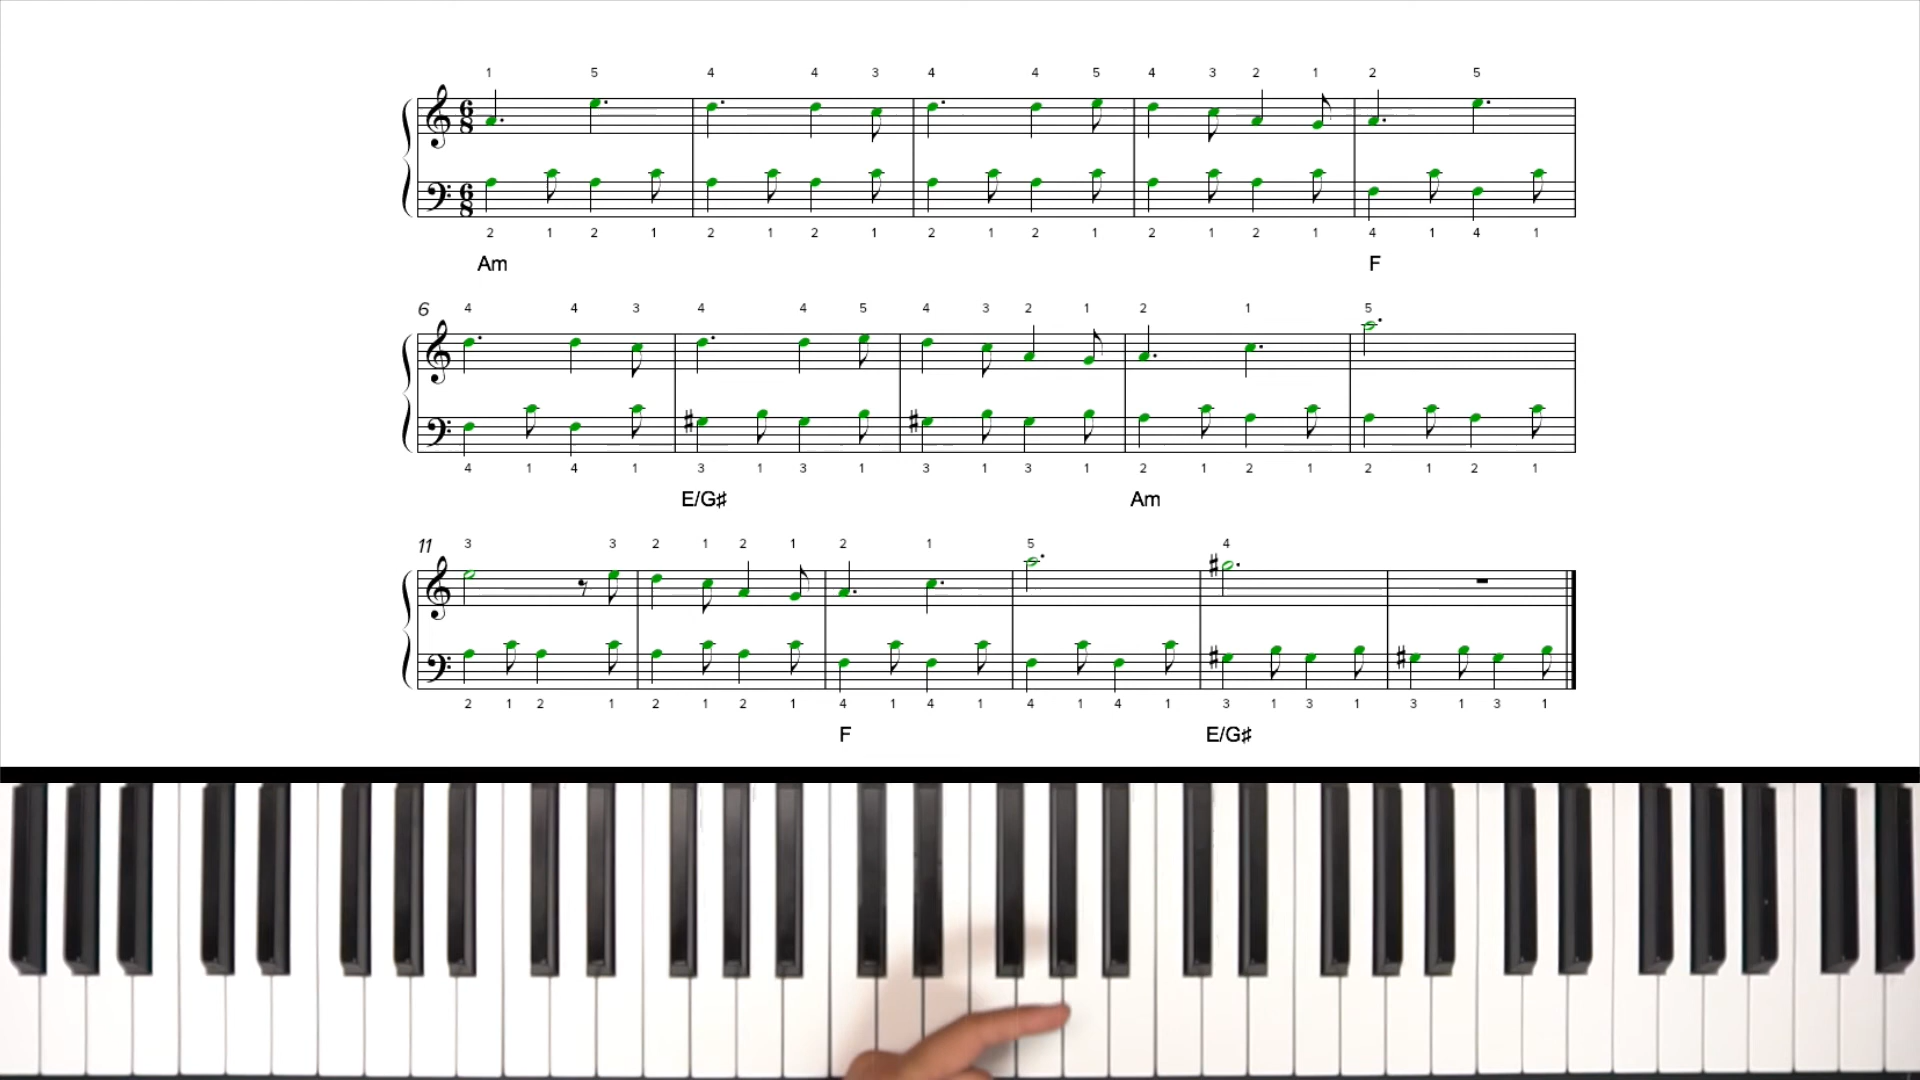 1 5 4 4 3 4 4 5 4 3 2 1 2 5
6 8
6 8
2 1 2 1 2 1 2 1 2 1 2 1 2 1 2 1 4 1 4 1
Am F
6 4 4 3 4 4 5 4 3 2 1 2 1 5
4 1 4 1 3 1 3 1 3 1 3 1 2 1 2 1 2 1 2 1
E/G♯ Am
11 3 3 2 1 2 1 2 1 5 4
2 1 2 1 2 1 2 1 4 1 4 1 4 1 4 1 3 1 3 1 3 1 3 1
F E/G♯